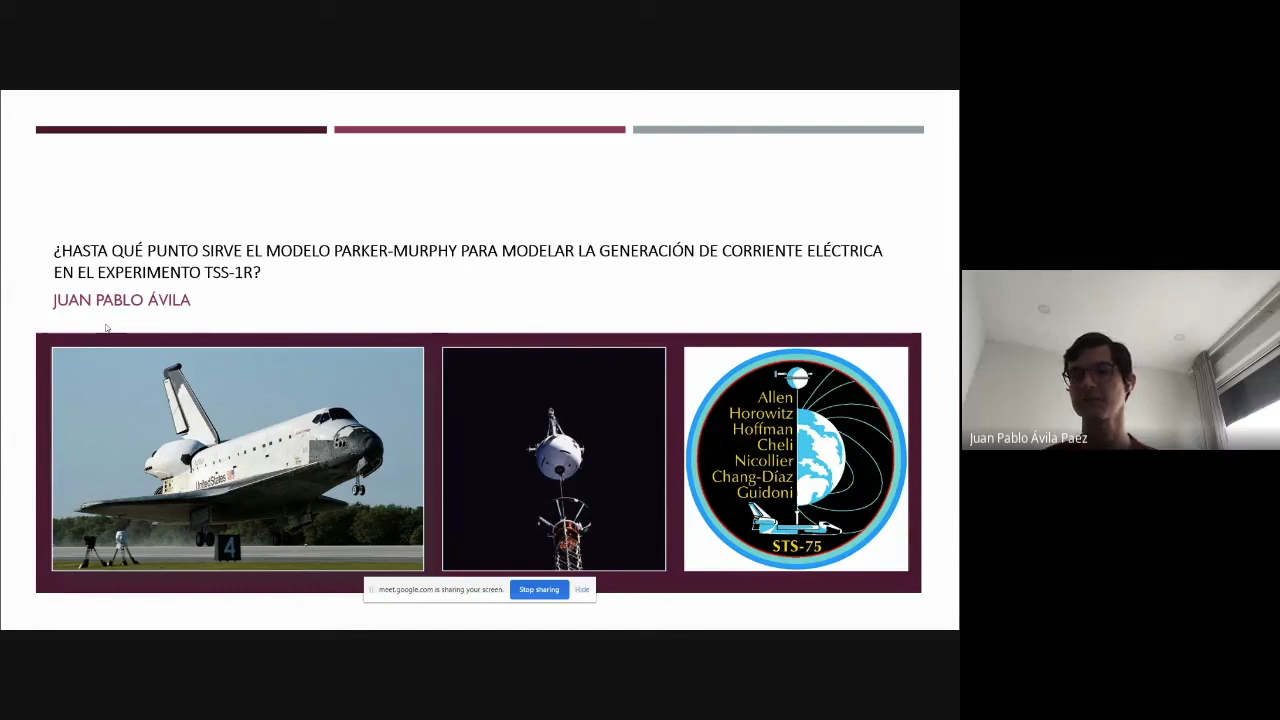 ¿HASTA QUÉ PUNTO SIRVE EL MODELO PARKER-MURPHY PARA MODELAR LA GENERACIÓN DE CORRIENTE ELÉCTRICA
EN EL EXPERIMENTO TSS-1R?
JUAN PABLO ÁVILA
United States
4
Allen
Horowitz
Hoffman
Cheli
Nicollier
Chang-Díaz
Guidoni
STS-75
meet.google.com is sharing your screen.
Stop sharing
Hide
Juan Pablo Ávila Paéz